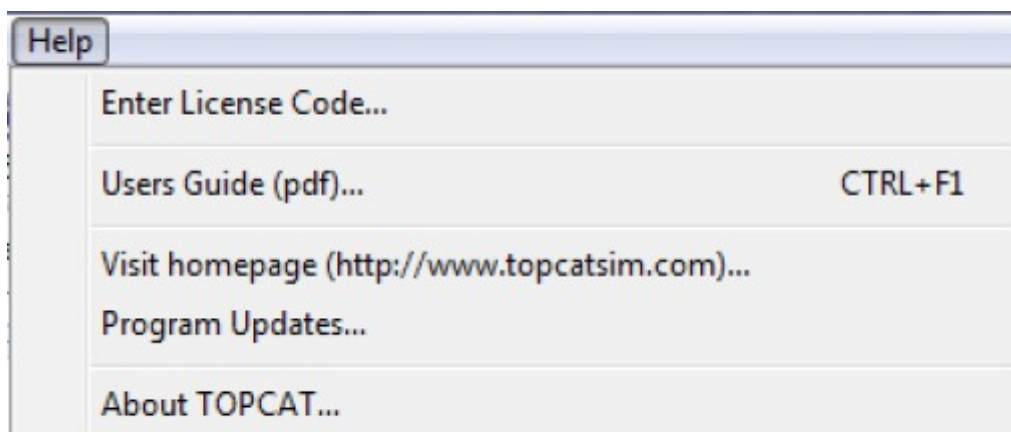 Help
Enter License Code...
Users Guide (pdf)... CTRL+F1
Visit homepage (http://www.topcatsim.com)...
Program Updates...
About TOPCAT...